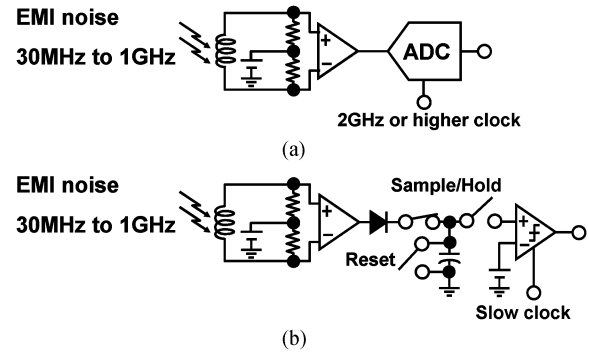 EMI noise
30MHz to 1GHz
+
−
ADC
2GHz or higher clock
(a)
EMI noise
30MHz to 1GHz
+
−
Sample/Hold
Reset
+
−
Slow clock
(b)